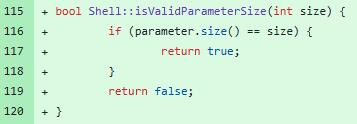 115 + bool Shell::isValidParameterSize(int size) {
116 +         if (parameter.size() == size) {
117 +                 return true;
118 +         }
119 +         return false;
120 + }